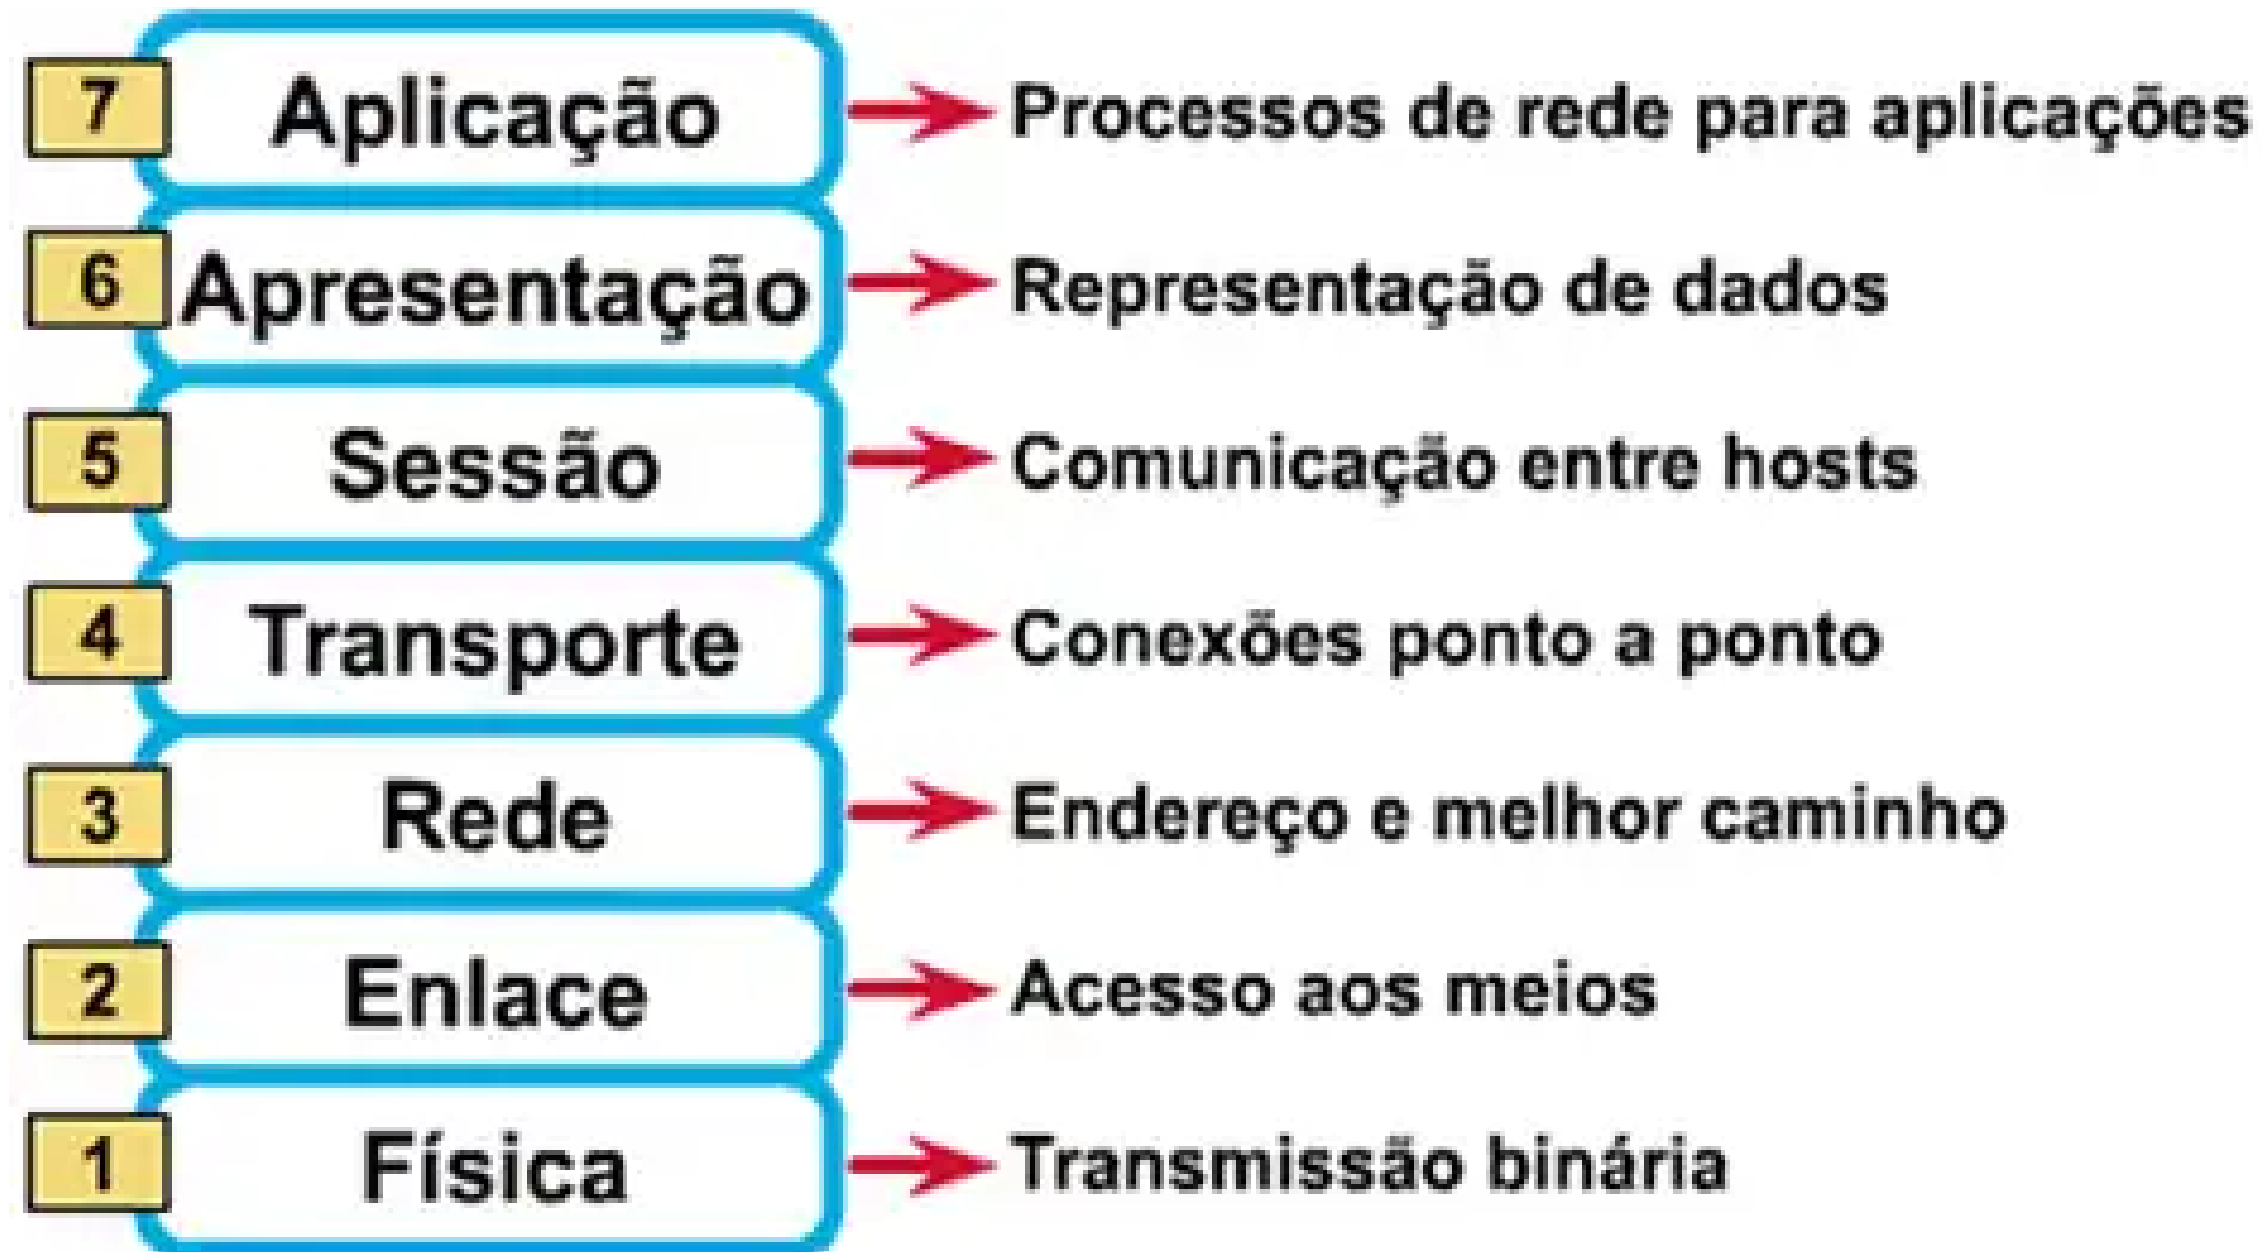 7 Aplicação Processos de rede para aplicações
6 Apresentação Representação de dados
5 Sessão Comunicação entre hosts
4 Transporte Conexões ponto a ponto
3 Rede Endereço e melhor caminho
2 Enlace Acesso aos meios
1 Física Transmissão binária